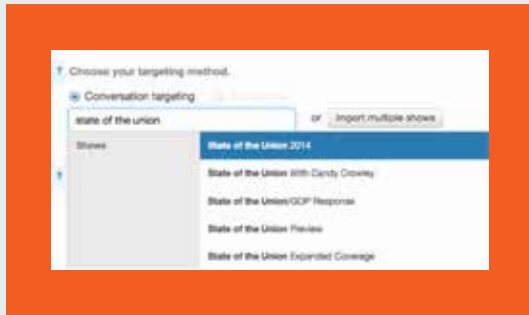 ? Choose your targeting method.
Conversation targeting
state of the union or Import multiple shows
Shows State of the Union 2014
State of the Union With Candy Crowley
?
State of the Union/GOP Response
State of the Union Preview
State of the Union Expanded Coverage